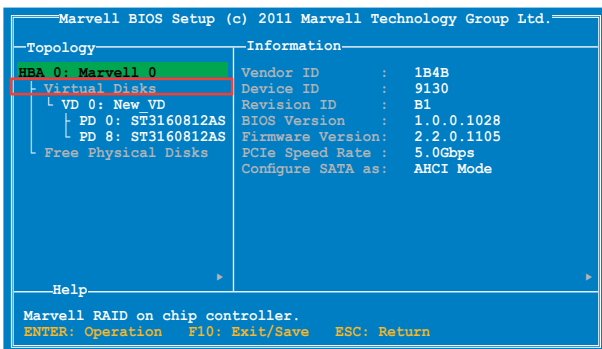 Marvell BIOS Setup (c) 2011 Marvell Technology Group Ltd.
Topology
HBA 0: Marvell 0
Virtual Disks
VD 0: New_VD
PD 0: ST3160812AS
PD 8: ST3160812AS
Free Physical Disks
Information
Vendor ID : 1B4B
Device ID : 9130
Revision ID : B1
BIOS Version : 1.0.0.1028
Firmware Version: 2.2.0.1105
PCIe Speed Rate : 5.0Gbps
Configure SATA as: AHCI Mode
Help
Marvell RAID on chip controller.
ENTER: Operation F10: Exit/Save ESC: Return